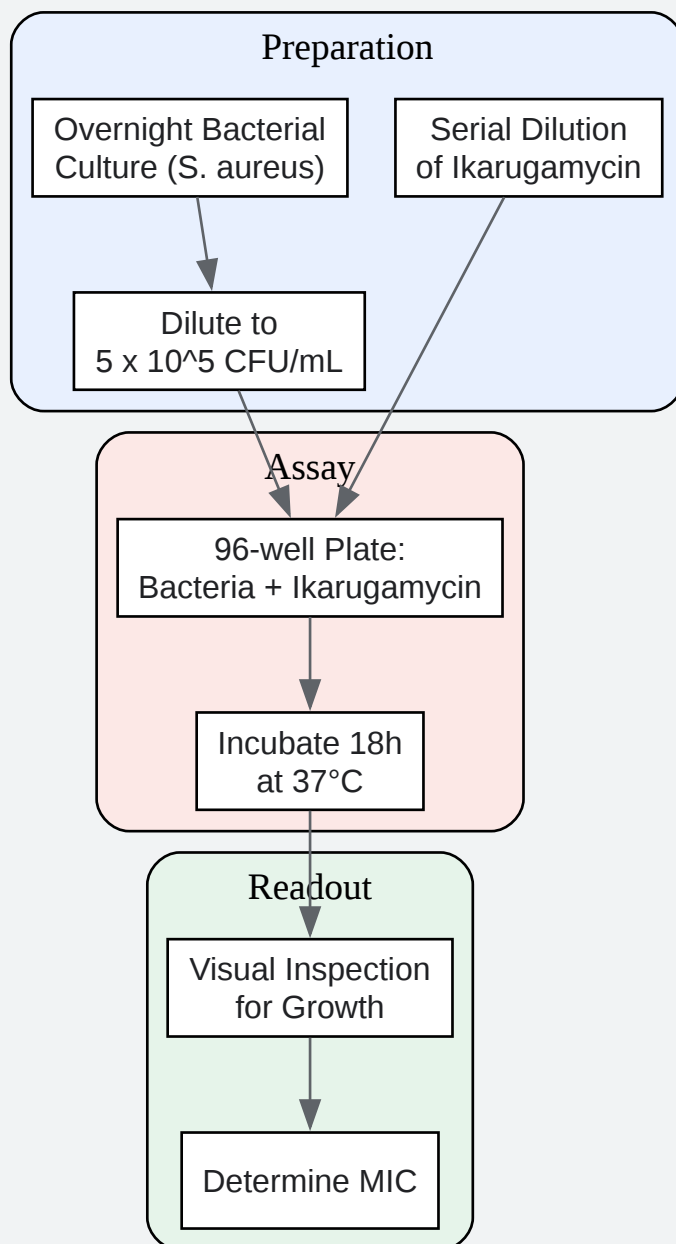 Preparation
Overnight Bacterial
Culture (S. aureus)
Serial Dilution
of Ikarugamycin
Dilute to
5 x 10^5 CFU/mL
Assay
96-well Plate:
Bacteria + Ikarugamycin
Incubate 18h
at 37°C
Readout
Visual Inspection
for Growth
Determine MIC